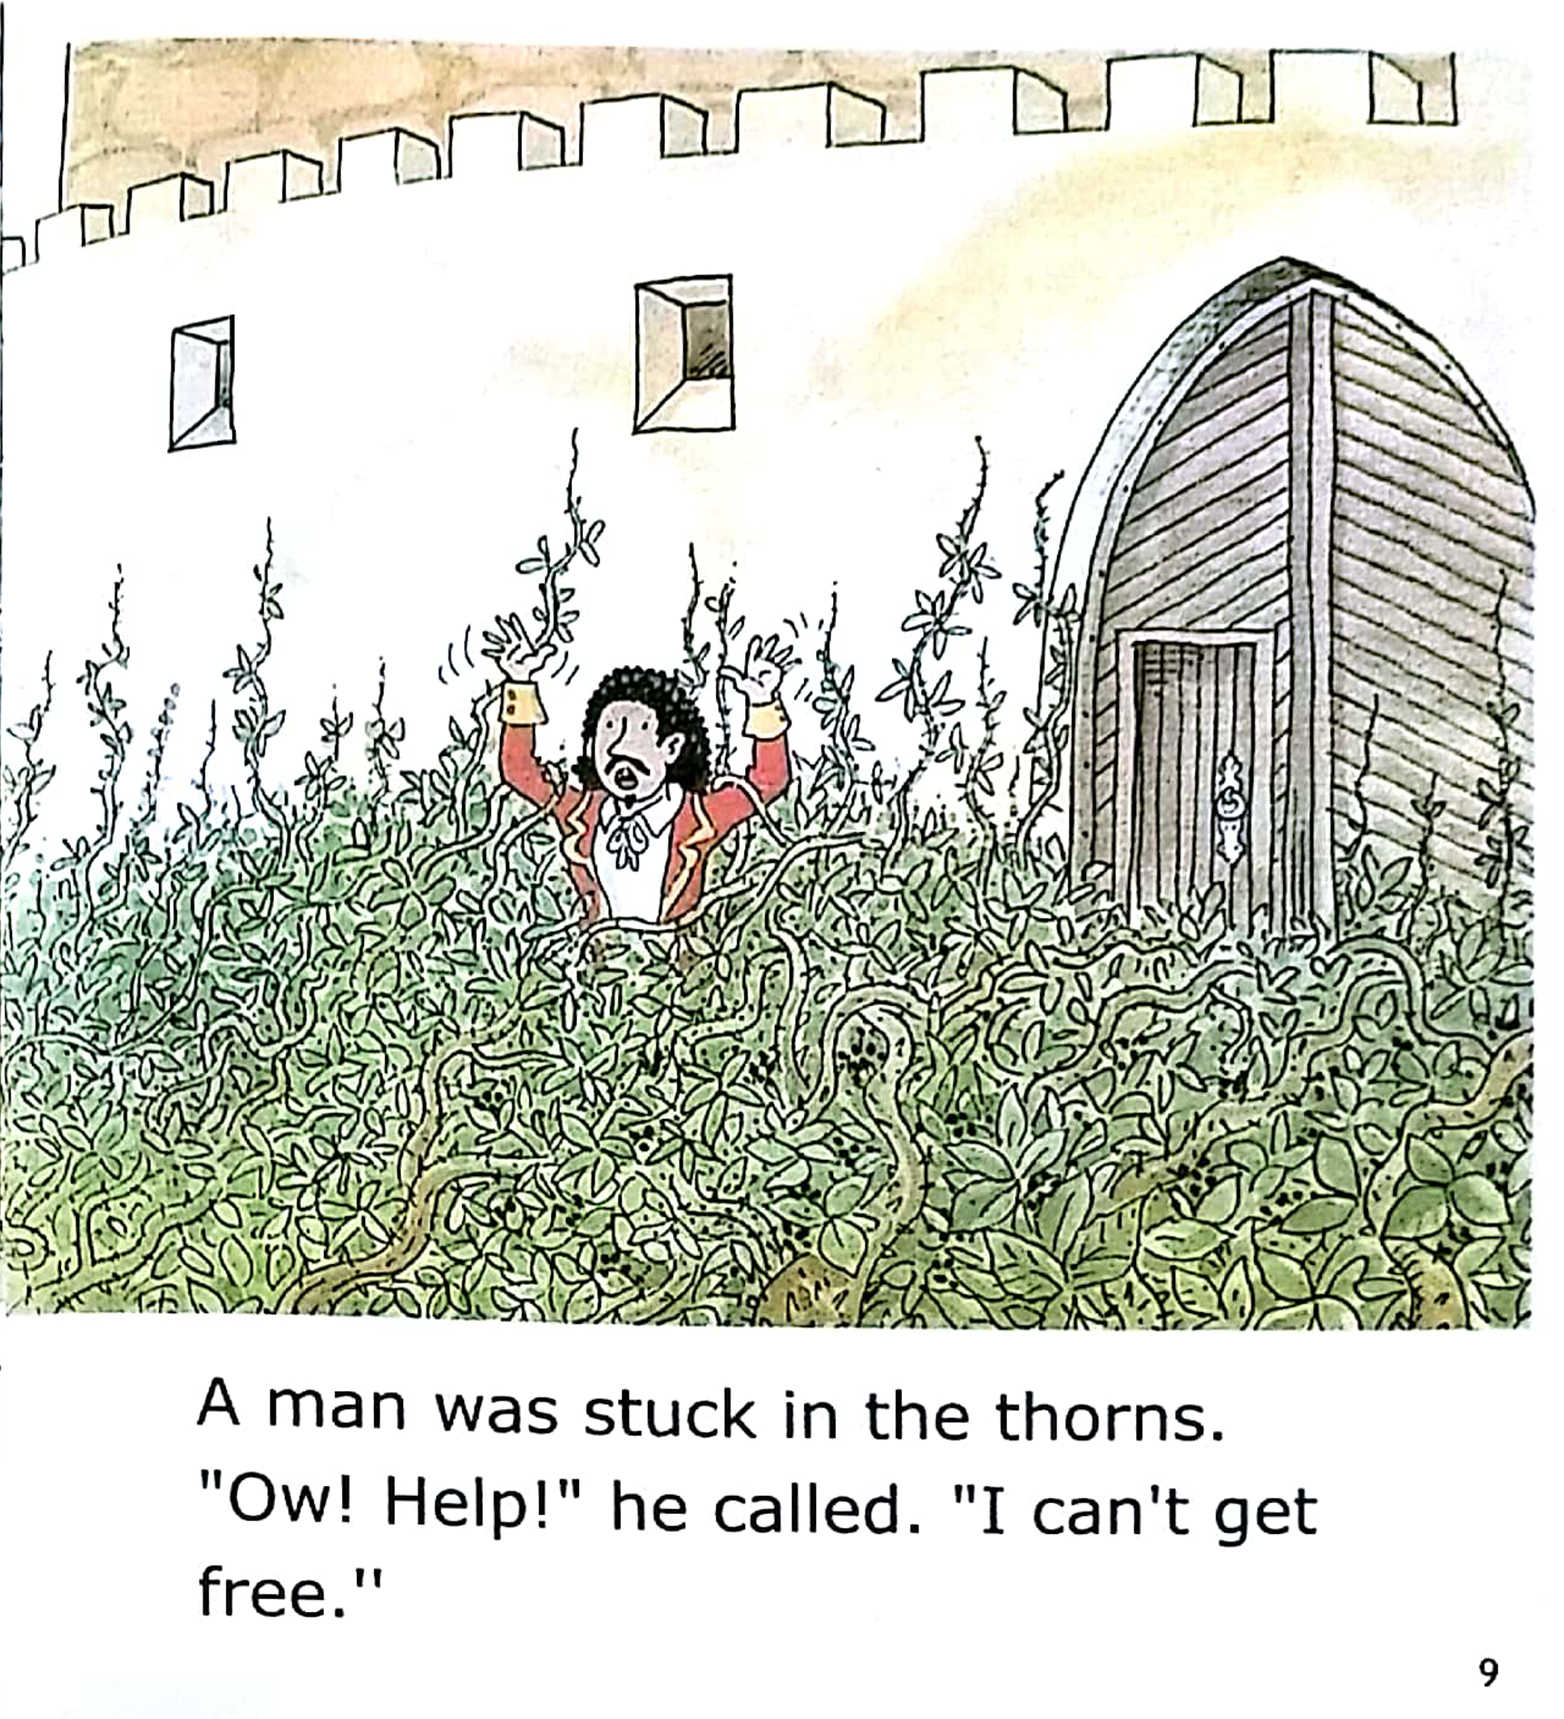 A man was stuck in the thorns.
"Ow! Help!" he called. "I can't get
free."
9